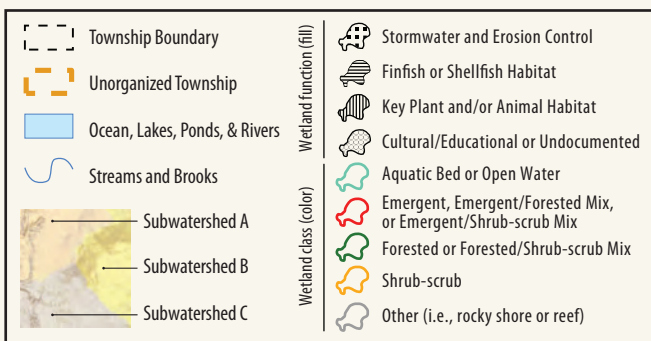 Township Boundary
Unorganized Township
Ocean, Lakes, Ponds, & Rivers
Streams and Brooks
Subwatershed A
Subwatershed B
Subwatershed C
Wetland function (fill)
Stormwater and Erosion Control
Finfish or Shellfish Habitat
Key Plant and/or Animal Habitat
Cultural/Educational or Undocumented
Wetland class (color)
Aquatic Bed or Open Water
Emergent, Emergent/Forested Mix,
or Emergent/Shrub-scrub Mix
Forested or Forested/Shrub-scrub Mix
Shrub-scrub
Other (i.e., rocky shore or reef)